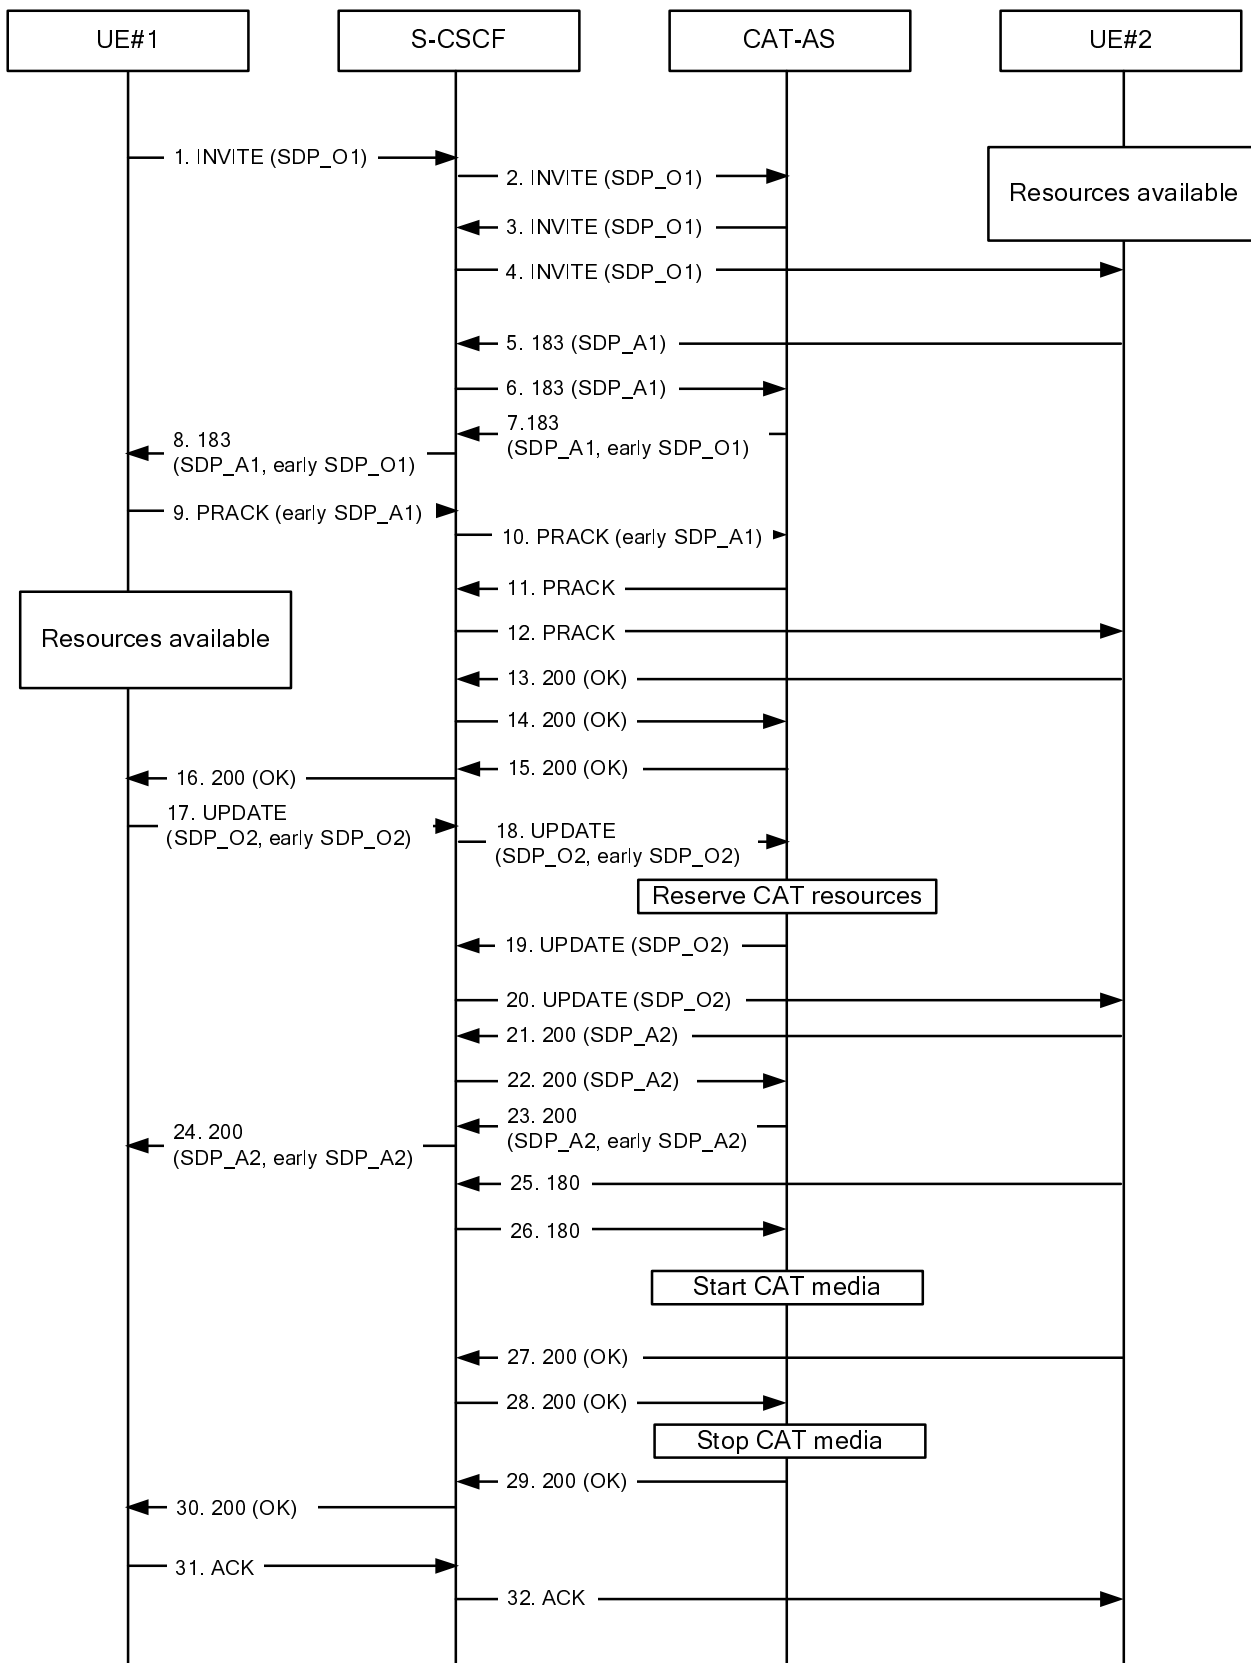 UE#1
S-CSCF
CAT-AS
UE#2
1. INVITE (SDP_O1)
2. INVITE (SDP_O1)
Resources available
3. INVITE (SDP_O1)
4. INVITE (SDP_O1)
5. 183 (SDP_A1)
6. 183 (SDP_A1)
7.183
(SDP_A1, early SDP_O1)
8. 183
(SDP_A1, early SDP_O1)
9. PRACK (early SDP_A1)
10. PRACK (early SDP_A1)
11. PRACK
Resources available
12. PRACK
13. 200 (OK)
14. 200 (OK)
15. 200 (OK)
16. 200 (OK)
17. UPDATE
(SDP_O2, early SDP_O2)
18. UPDATE
(SDP_O2, early SDP_O2)
Reserve CAT resources
19. UPDATE (SDP_O2)
20. UPDATE (SDP_O2)
21. 200 (SDP_A2)
22. 200 (SDP_A2)
23. 200
(SDP_A2, early SDP_A2)
24. 200
(SDP_A2, early SDP_A2)
25. 180
26. 180
Start CAT media
27. 200 (OK)
28. 200 (OK)
Stop CAT media
29. 200 (OK)
30. 200 (OK)
31. ACK
32. ACK